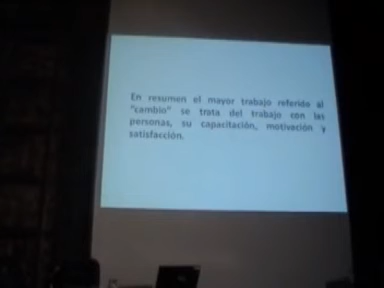 En resumen el mayor trabajo referido al
"cambio" se trata del trabajo con las
personas, su capacitación, motivación y
satisfacción.